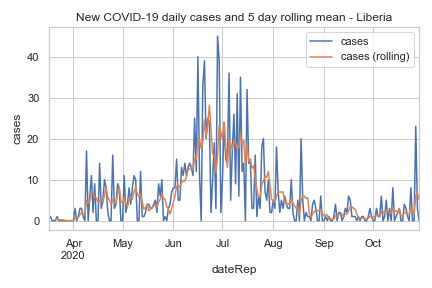 New COVID-19 daily cases and 5 day rolling mean - Liberia
cases
cases (rolling)
cases
40
30
20
10
0
Apr May Jun Jul Aug Sep Oct
2020
dateRep